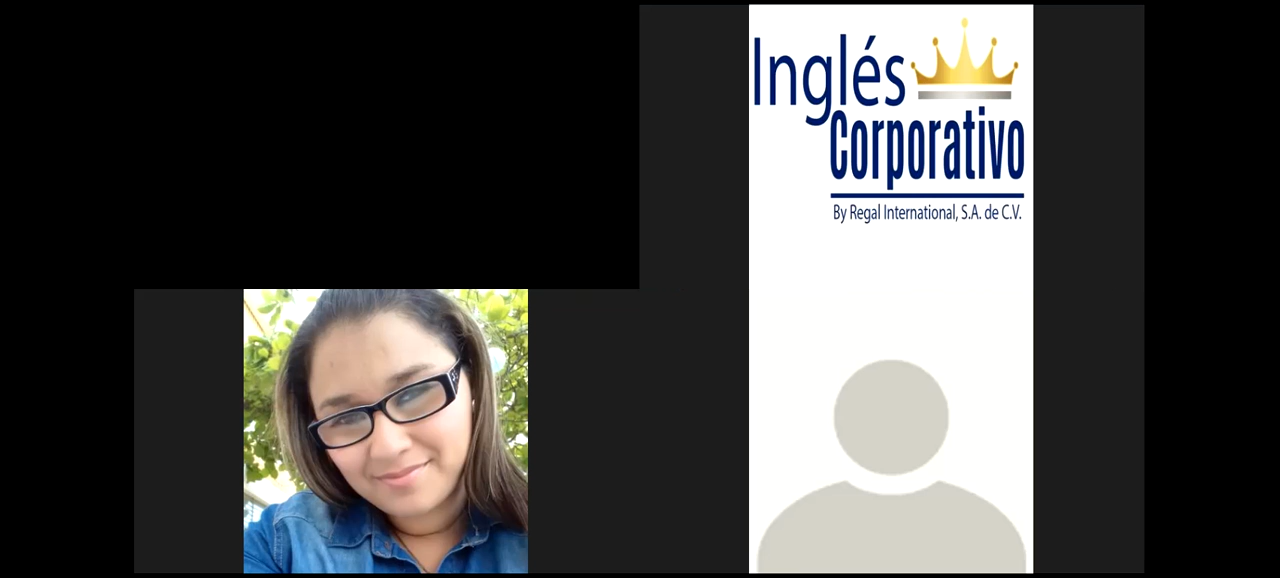 Inglés
Corporativo
By Regal International, S.A. de C.V.